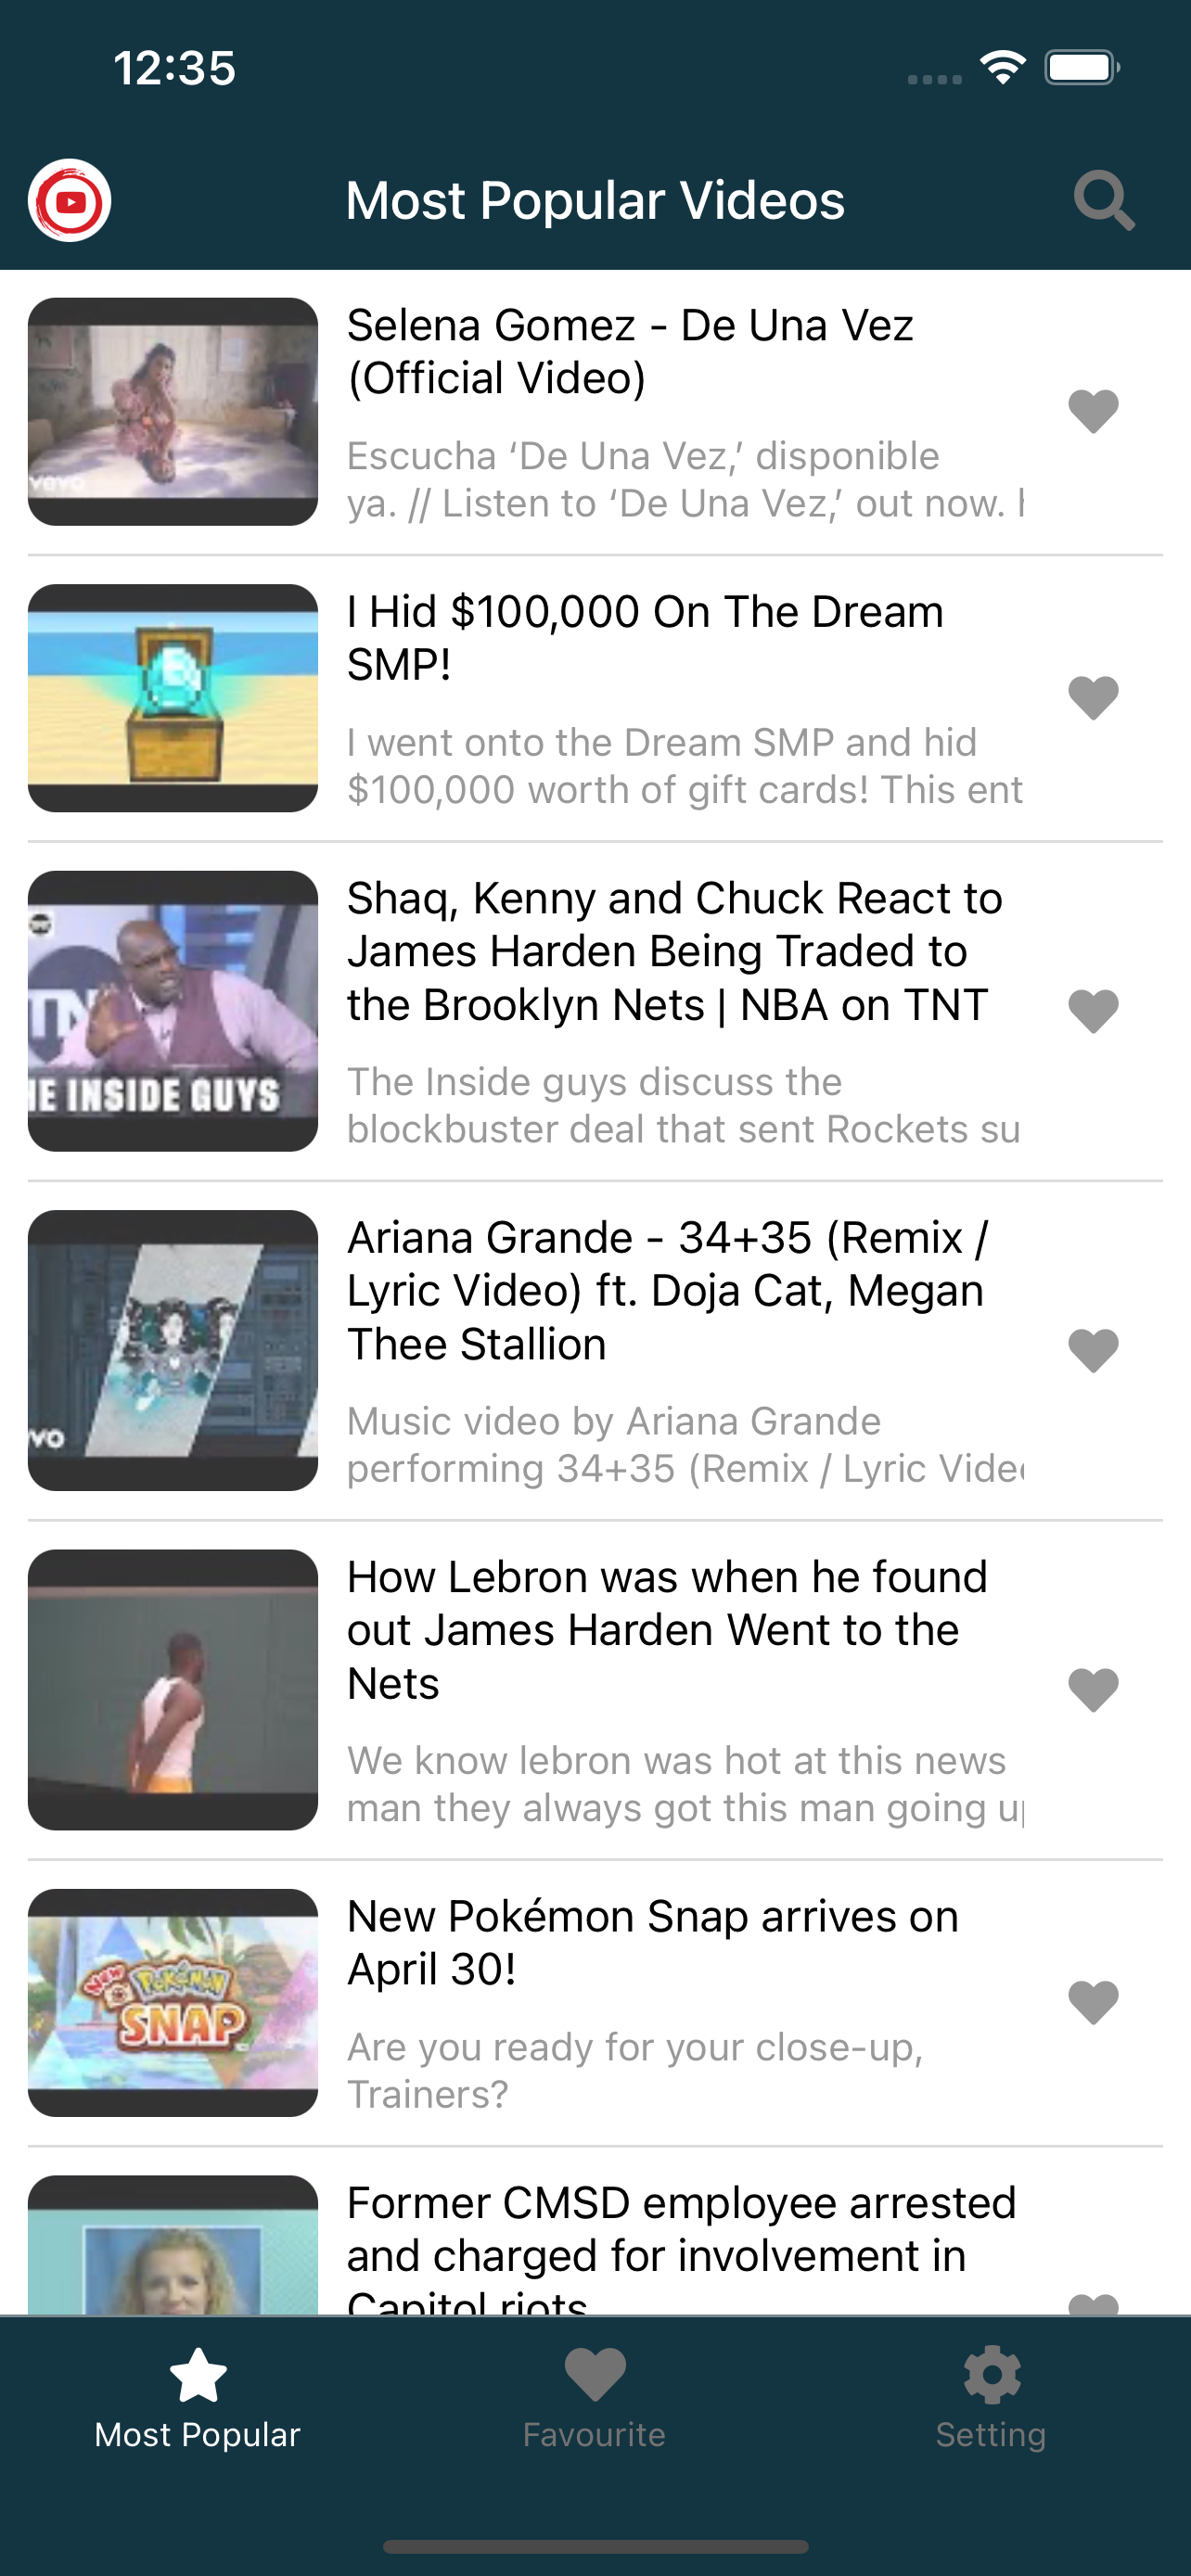 12:35
Most Popular Videos
vevo
Selena Gomez - De Una Vez
(Official Video)
Escucha ‘De Una Vez,’ disponible
ya. // Listen to ‘De Una Vez,’ out now.
I Hid $100,000 On The Dream
SMP!
I went onto the Dream SMP and hid
$100,000 worth of gift cards! This ent
TN
HE INSIDE GUYS
Shaq, Kenny and Chuck React to
James Harden Being Traded to
the Brooklyn Nets | NBA on TNT
The Inside guys discuss the
blockbuster deal that sent Rockets su
vo
Ariana Grande - 34+35 (Remix /
Lyric Video) ft. Doja Cat, Megan
Thee Stallion
Music video by Ariana Grande
performing 34+35 (Remix / Lyric Video
How Lebron was when he found
out James Harden Went to the
Nets
We know lebron was hot at this news
man they always got this man going up
NEW
POKÉMON
SNAP
New Pokémon Snap arrives on
April 30!
Are you ready for your close-up,
Trainers?
Former CMSD employee arrested
and charged for involvement in
Capitol riots
Most Popular
Favourite
Setting